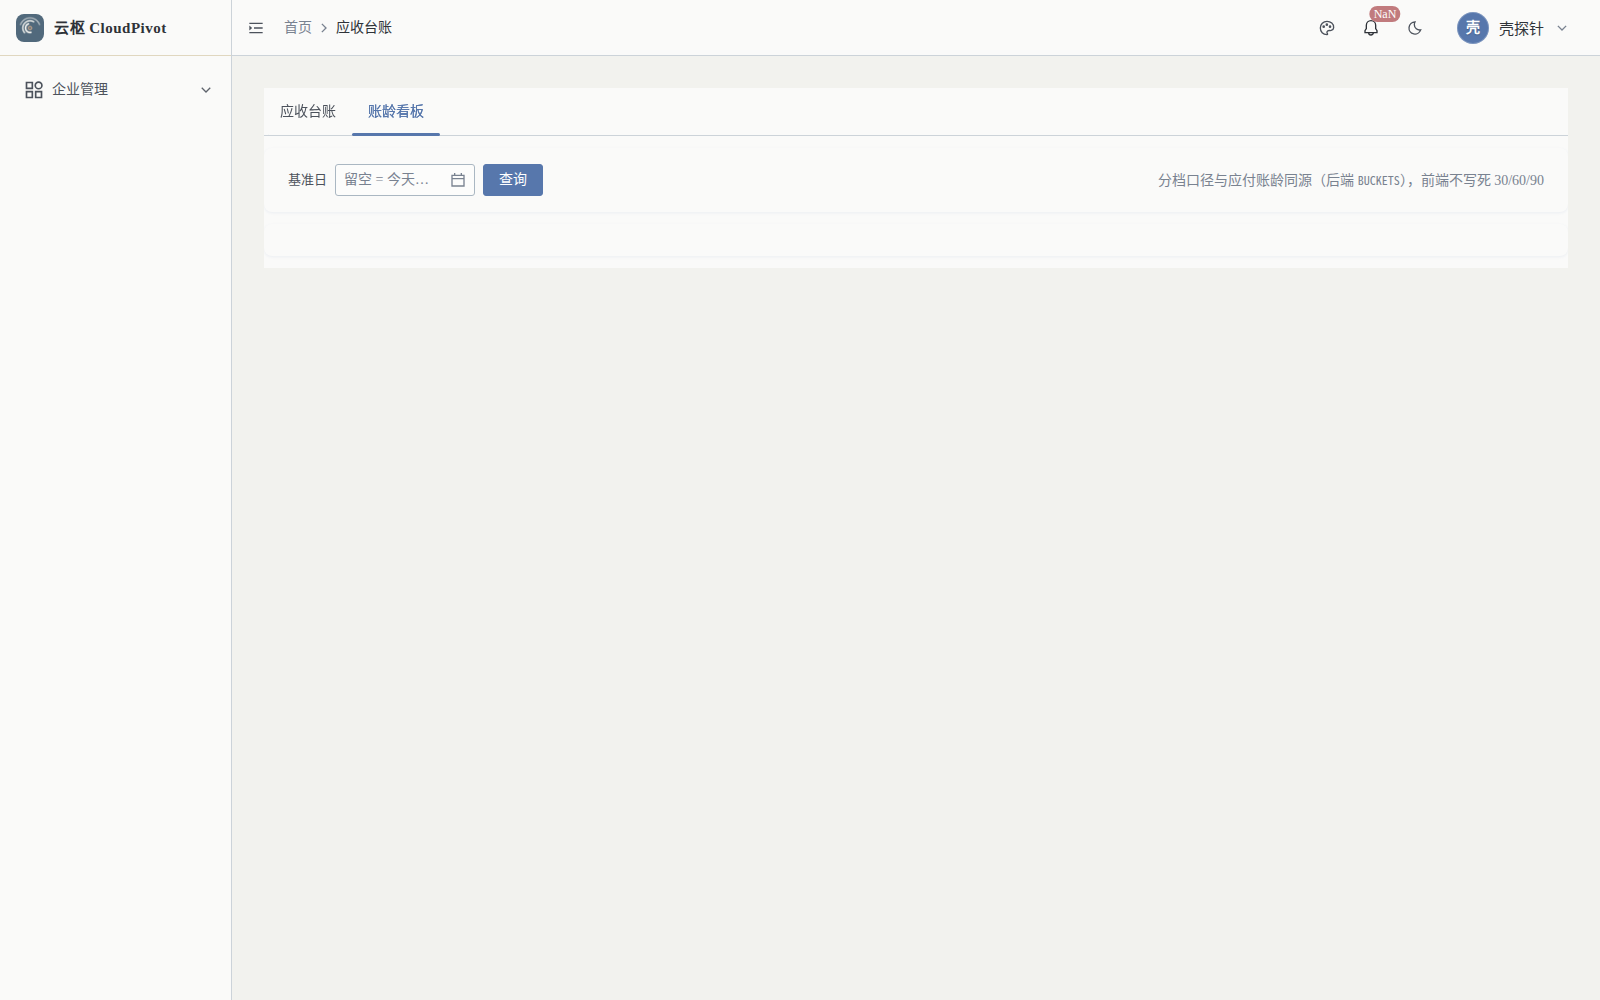 云枢 CloudPivot
首页 > 应收台账
NaN
壳 壳探针
企业管理
应收台账 账龄看板
基准日 留空 = 今天... 查询 分档口径与应付账龄同源（后端 BUCKETS），前端不写死 30/60/90